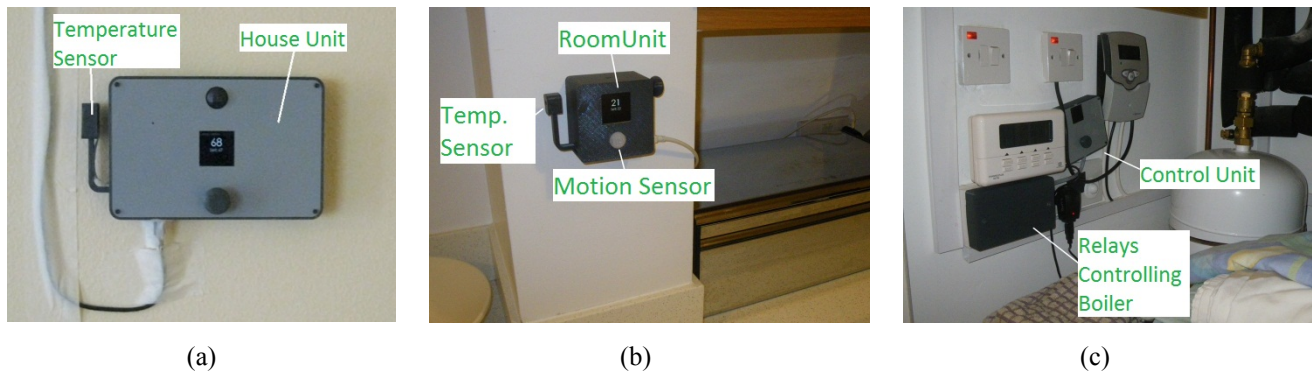 Temperature
Sensor
House Unit
68
RoomUnit
21
Temp.
Sensor
Motion Sensor
Control Unit
Relays
Controlling
Boiler
(a)
(b)
(c)